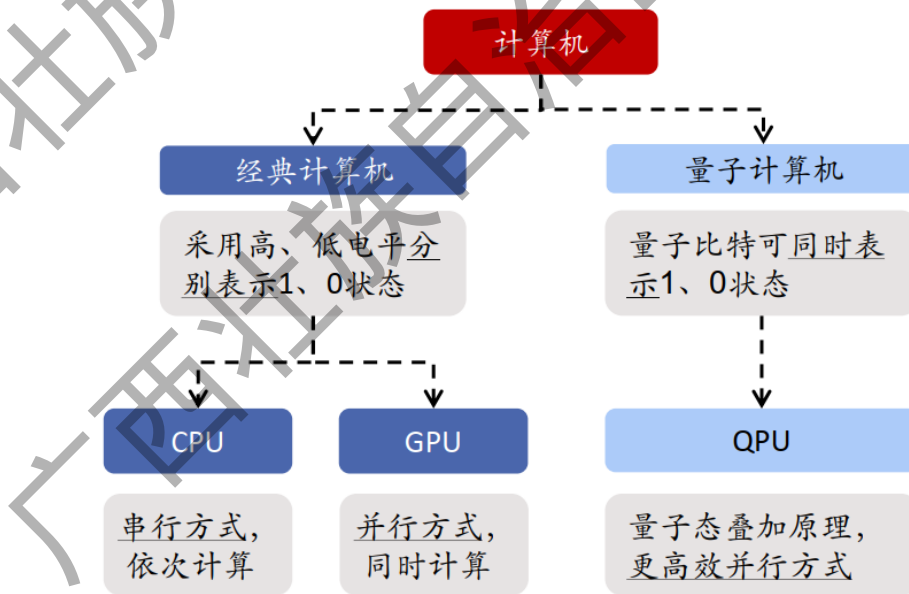 计算机
经典计算机
量子计算机
采用高、低电平分
别表示1、0状态
量子比特可同时表
示1、0状态
CPU
GPU
QPU
串行方式，
依次计算
并行方式，
同时计算
量子态叠加原理，
更高效并行方式
广西壮族自治
西壮族